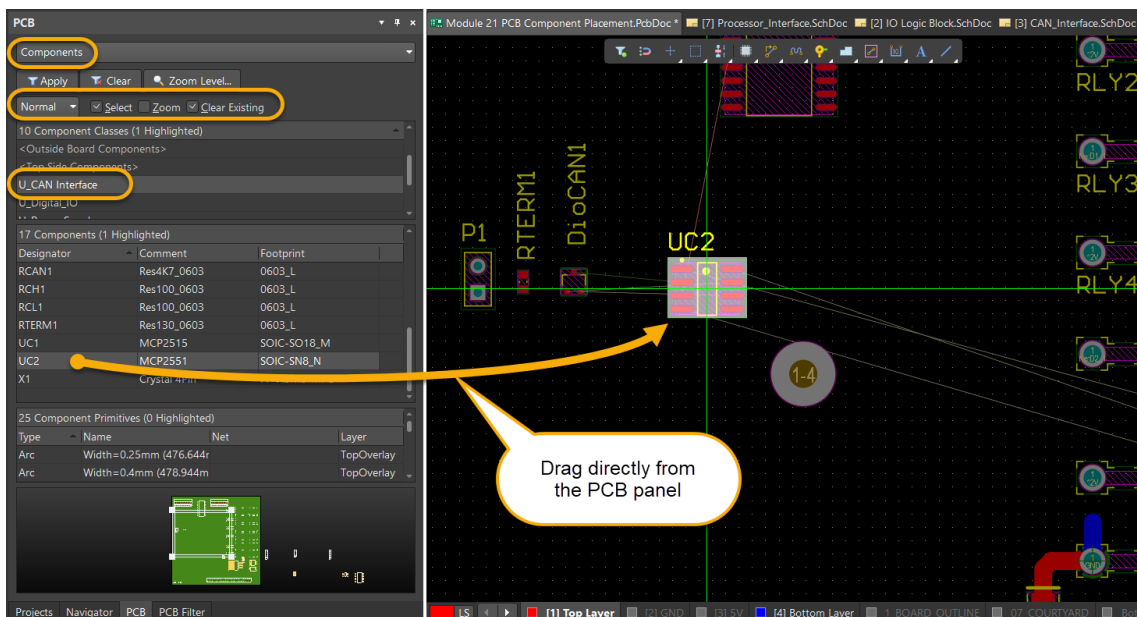 PCB
Components
Apply Clear Zoom Level...
Normal Select Zoom Clear Existing
10 Component Classes (1 Highlighted)
<Outside Board Components>
<Top Side Components>
U_CAN Interface
U_Digital_IO
17 Components (1 Highlighted)
Designator Comment Footprint
RCAN1 Res4K7_0603 0603_L
RCH1 Res100_0603 0603_L
RCL1 Res100_0603 0603_L
RTERM1 Res130_0603 0603_L
UC1 MCP2515 SOIC-SO18_M
UC2 MCP2551 SOIC-SN8_N
X1 Crystal 4Pin
25 Component Primitives (0 Highlighted)
Type Name Net Layer
Arc Width=0.25mm (476.644r TopOverlay
Arc Width=0.4mm (478.944m TopOverlay
Projects Navigator PCB PCB Filter
Module 21 PCB Component Placement.PcbDoc * [7] Processor_Interface.SchDoc [2] IO Logic Block.SchDoc [3] CAN_Interface.SchDoc
RLY2
RLY3
RLY4
P1
RTERM1
DioCAN1
UC2
1-4
Drag directly from
the PCB panel
LS [1] Top Layer [2] GND [3] 5V [4] Bottom Layer 1_BOARD_OUTLINE 07_COURTYARD Bot